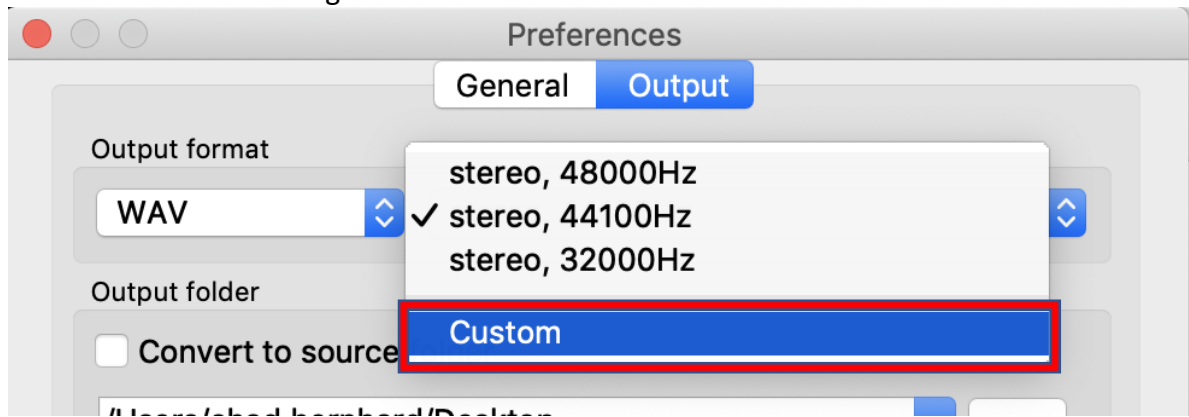 Preferences
General Output
Output format
stereo, 48000Hz
WAV ✓ stereo, 44100Hz
stereo, 32000Hz
Output folder
Custom
Convert to source